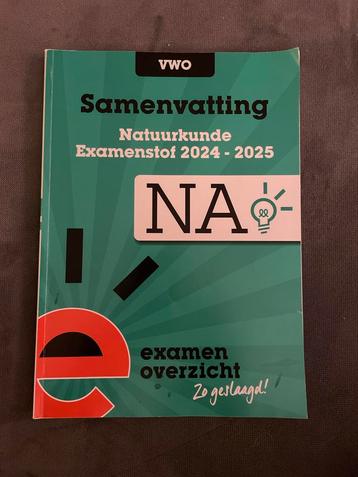 VWO
Samenvatting
Natuurkunde
Examenstof 2024 - 2025
NA
examen
overzicht
Zo geslaagd!